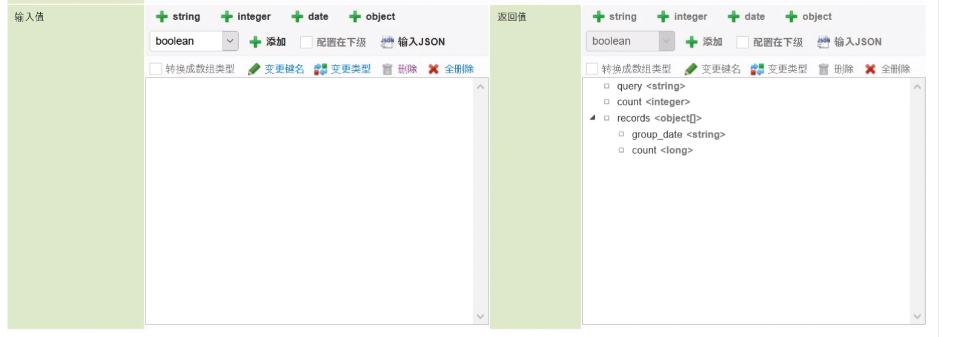 输入值
string integer date object
boolean 添加 配置在下级 输入JSON
转换成数组类型 变更键名 变更类型 删除 全删除
返回值
string integer date object
boolean 添加 配置在下级 输入JSON
转换成数组类型 变更键名 变更类型 删除 全删除
query <string>
count <integer>
records <object[]>
group_date <string>
count <long>